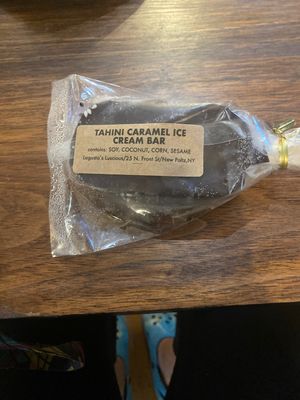 TAHINI CARAMEL ICE
CREAM BAR
contains: SOY, COCONUT, CORN, SESAME
Lagusta's Luscious/25 N. Front St/New Paltz, NY